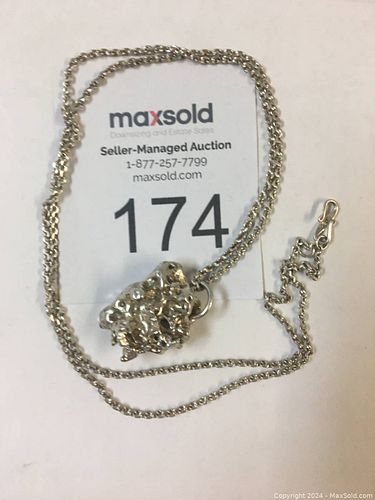 maxsold
Downsizing and Estate Sales
Seller-Managed Auction
1-877-257-7799
maxsold.com
174
Copyright 2024 - MaxSold.com